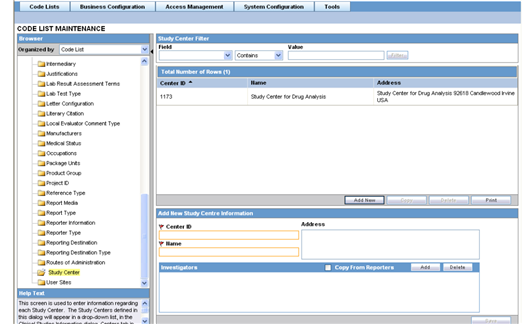 Code Lists
Business Configuration
Access Management
System Configuration
Tools
CODE LIST MAINTENANCE
Browser
Organized by Code List
Intermediary
Justifications
Lab Result Assessment Terms
Lab Test Type
Letter Configuration
Literary Citation
Local Evaluator Comment Type
Manufacturers
Medical Status
Occupations
Package Units
Product Group
Project ID
Reference Type
Report Media
Report Type
Reporter Information
Reporter Type
Reporting Destination
Reporting Destination Type
Routes of Administration
Study Center
User Sites
Help Text
This screen is used to enter information regarding
each Study Center. The Study Centers defined in
this dialog will appear in a drop-down list, in the
Clinical Studies Information dialog. Centers tab in
Study Center Filter
Field
Value
Contains
Filter
Total Number of Rows (1)
Center ID
Name
Address
1173
Study Center for Drug Analysis
Study Center for Drug Analysis 92618 Candlewood Irvine
USA
Add New
Copy
Delete
Print
Add New Study Centre Information
Center ID
Address
Name
Investigators
Copy From Reporters
Add
Delete
Save